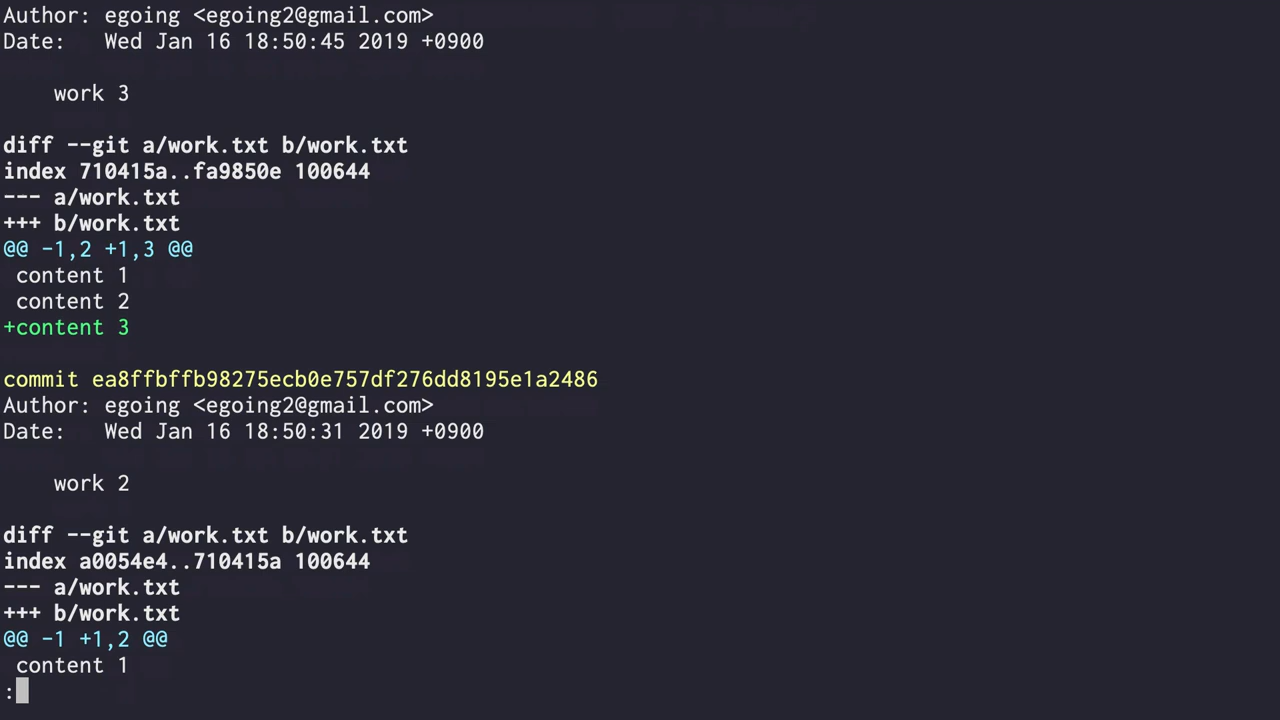 Author: egoing <egoing2@gmail.com>
Date:   Wed Jan 16 18:50:45 2019 +0900

    work 3

diff --git a/work.txt b/work.txt
index 710415a..fa9850e 100644
--- a/work.txt
+++ b/work.txt
@@ -1,2 +1,3 @@
 content 1
 content 2
+content 3

commit ea8ffbffb98275ecb0e757df276dd8195e1a2486
Author: egoing <egoing2@gmail.com>
Date:   Wed Jan 16 18:50:31 2019 +0900

    work 2

diff --git a/work.txt b/work.txt
index a0054e4..710415a 100644
--- a/work.txt
+++ b/work.txt
@@ -1 +1,2 @@
 content 1
: